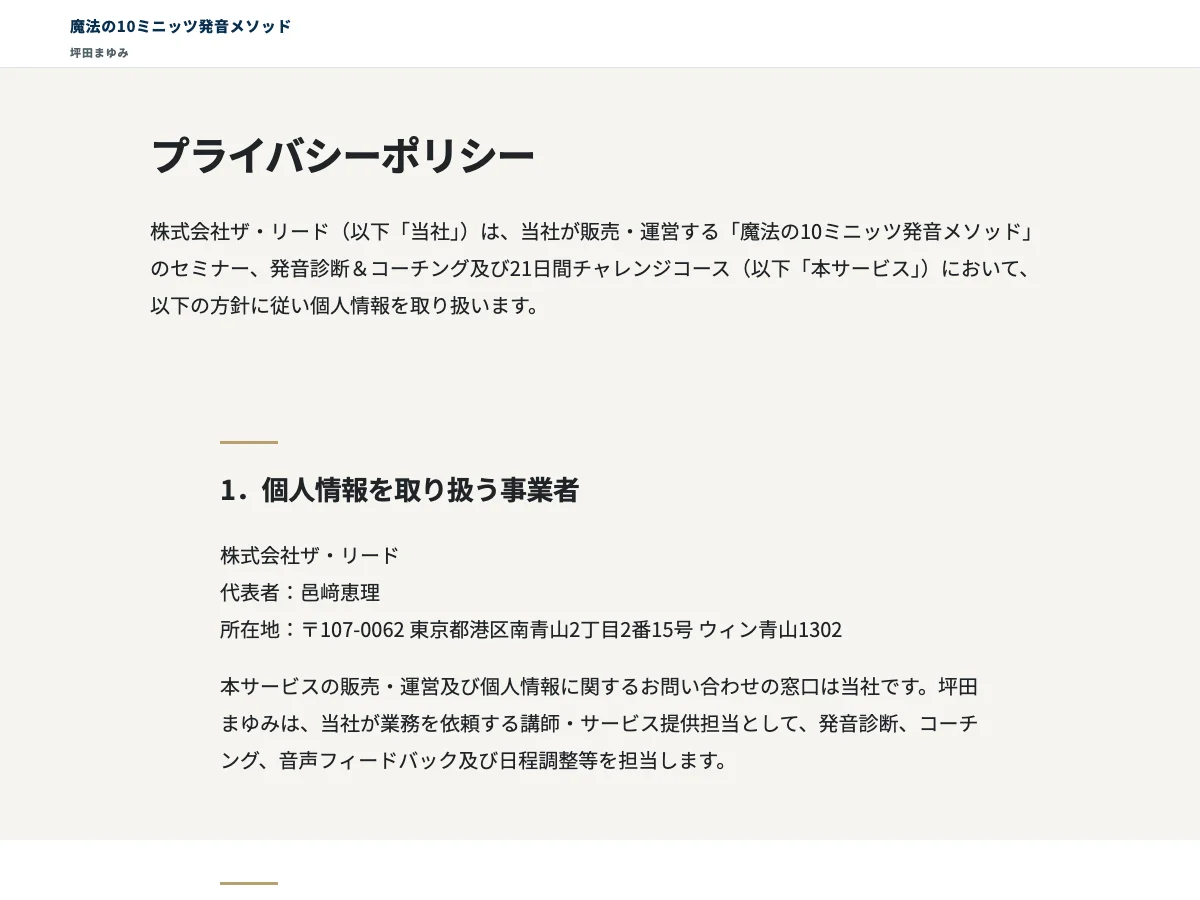 魔法の10ミニッツ発音メソッド
坪田まゆみ
プライバシーポリシー
株式会社ザ・リード（以下「当社」）は、当社が販売・運営する「魔法の10ミニッツ発音メソッド」
のセミナー、発音診断＆コーチング及び21日間チャレンジコース（以下「本サービス」）において、
以下の方針に従い個人情報を取り扱います。
1．個人情報を取り扱う事業者
株式会社ザ・リード
代表者：邑﨑恵理
所在地：〒107-0062 東京都港区南青山2丁目2番15号 ウィン青山1302
本サービスの販売・運営及び個人情報に関するお問い合わせの窓口は当社です。坪田
まゆみは、当社が業務を依頼する講師・サービス提供担当として、発音診断、コーチ
ング、音声フィードバック及び日程調整等を担当します。